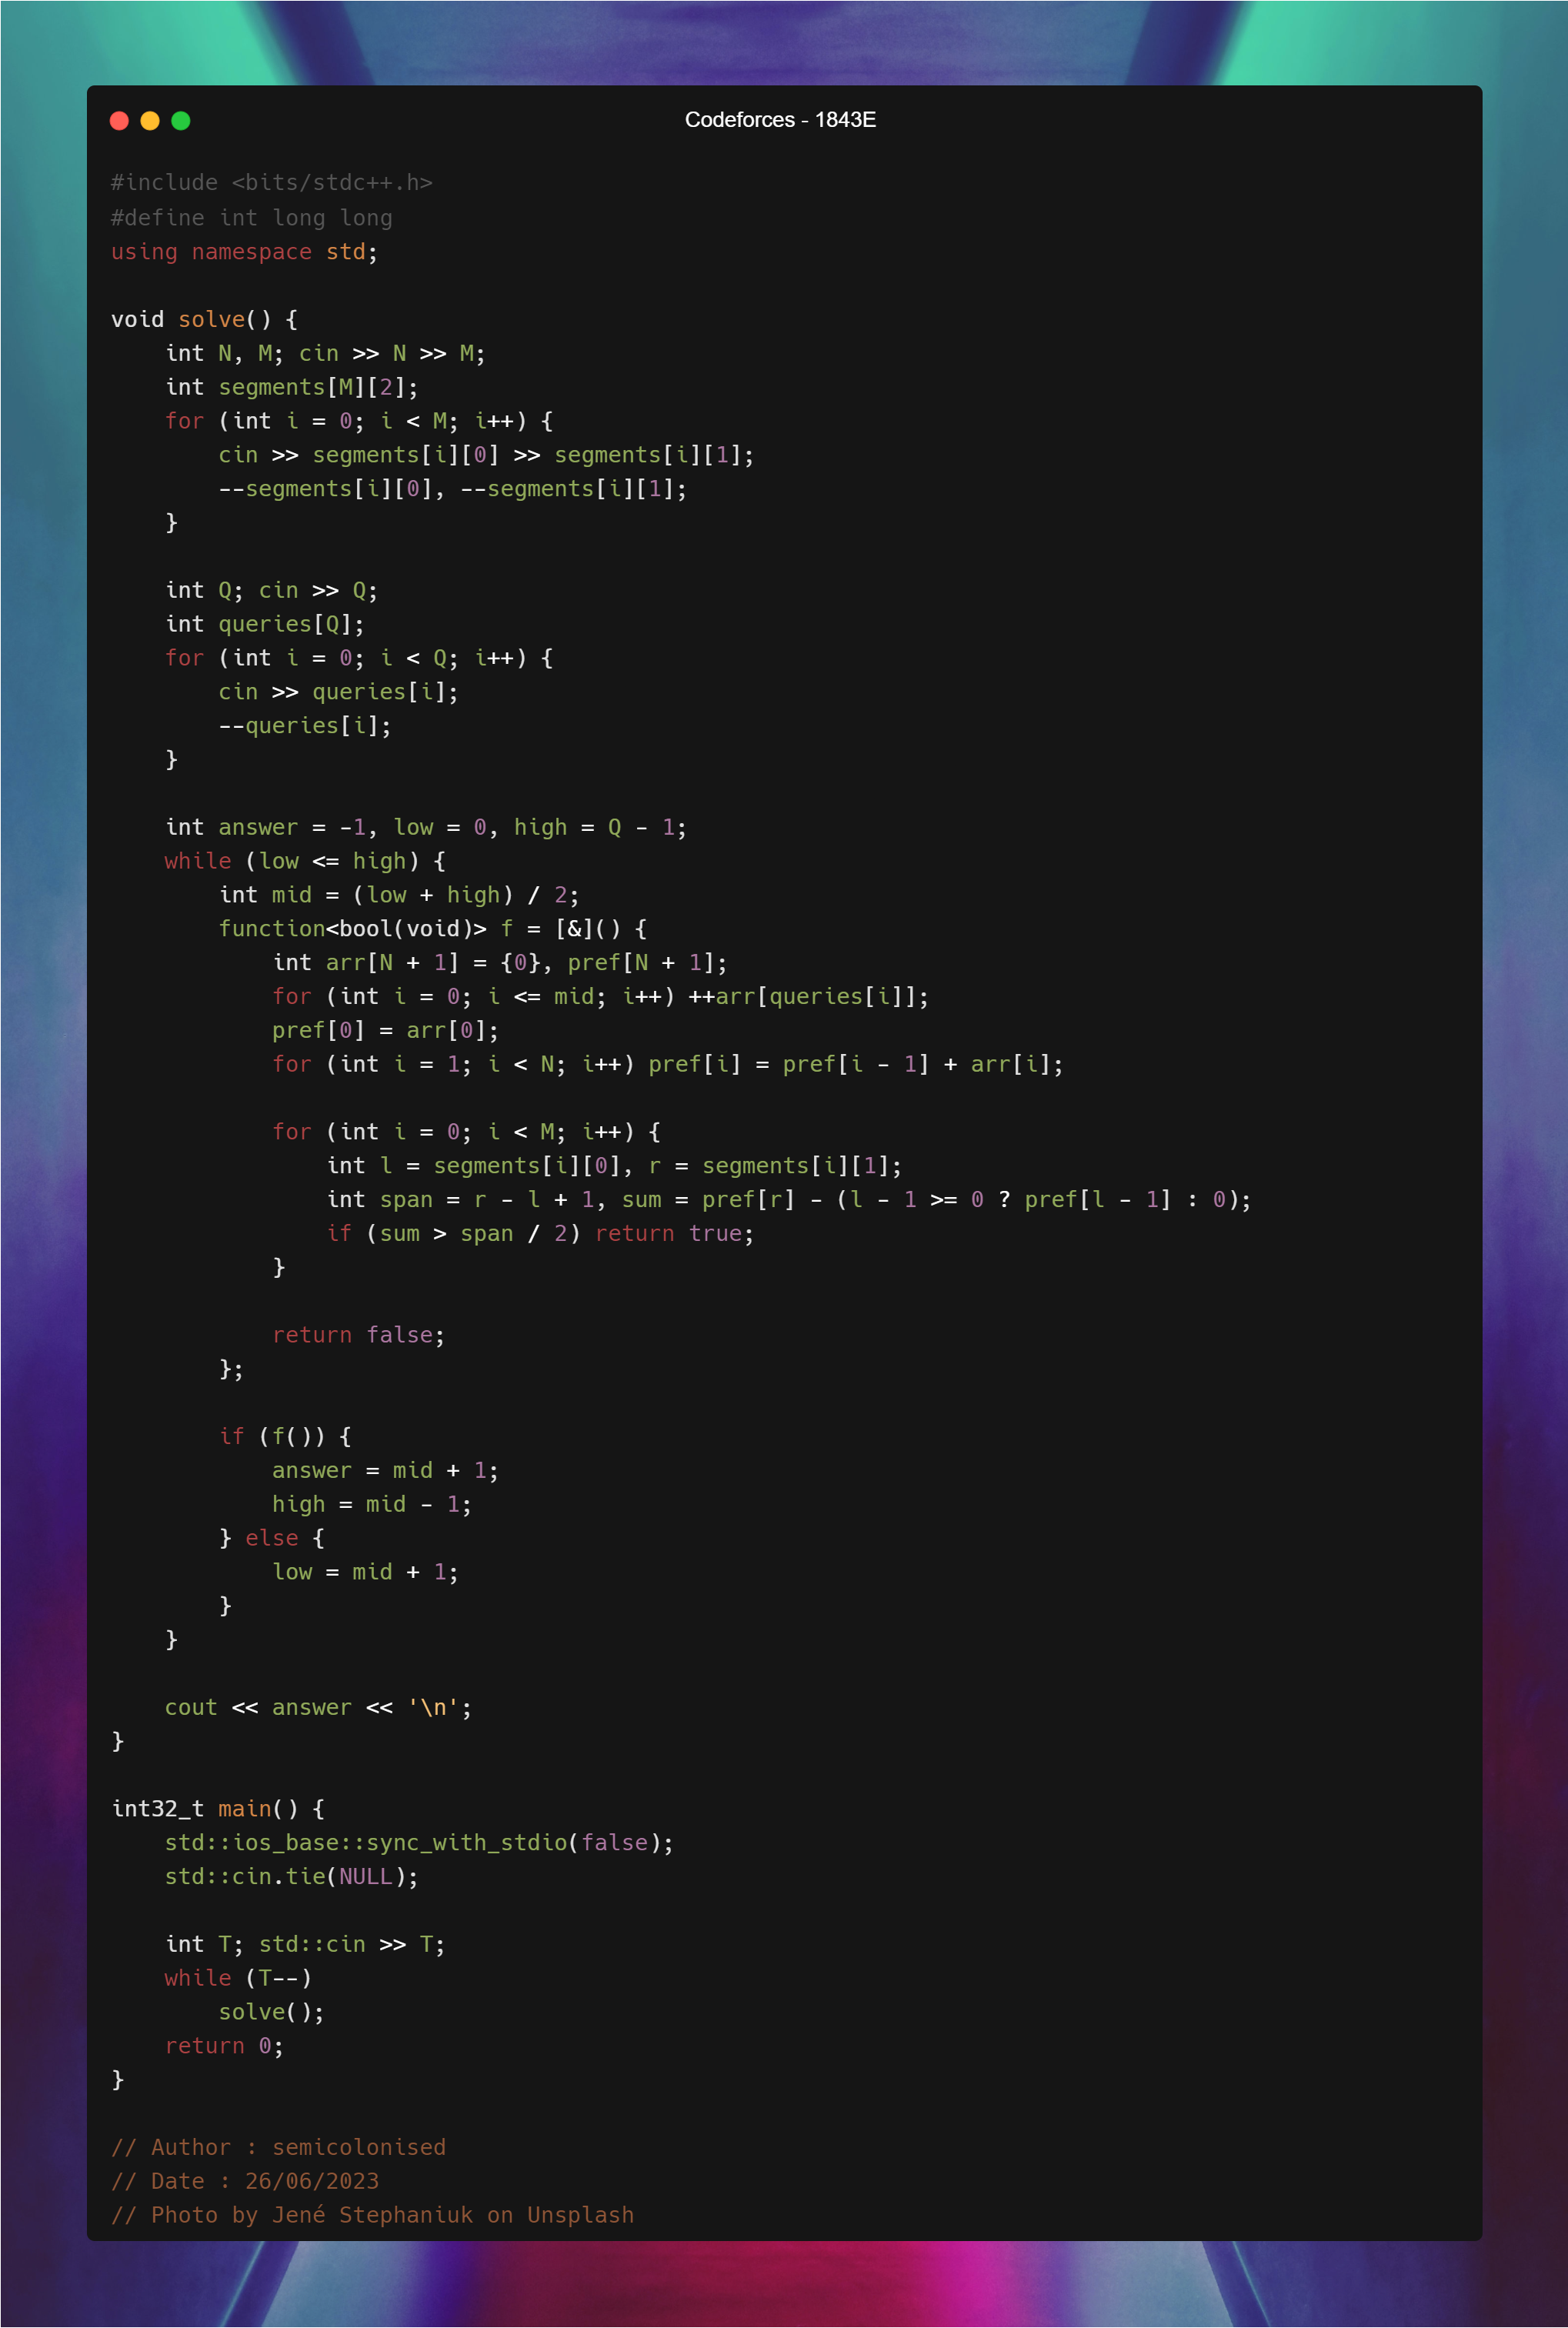 Codeforces - 1843E
#include <bits/stdc++.h>
#define int long long
using namespace std;

void solve() {
    int N, M; cin >> N >> M;
    int segments[M][2];
    for (int i = 0; i < M; i++) {
        cin >> segments[i][0] >> segments[i][1];
        --segments[i][0], --segments[i][1];
    }

    int Q; cin >> Q;
    int queries[Q];
    for (int i = 0; i < Q; i++) {
        cin >> queries[i];
        --queries[i];
    }

    int answer = -1, low = 0, high = Q - 1;
    while (low <= high) {
        int mid = (low + high) / 2;
        function<bool(void)> f = [&]() {
            int arr[N + 1] = {0}, pref[N + 1];
            for (int i = 0; i <= mid; i++) ++arr[queries[i]];
            pref[0] = arr[0];
            for (int i = 1; i < N; i++) pref[i] = pref[i - 1] + arr[i];

            for (int i = 0; i < M; i++) {
                int l = segments[i][0], r = segments[i][1];
                int span = r - l + 1, sum = pref[r] - (l - 1 >= 0 ? pref[l - 1] : 0);
                if (sum > span / 2) return true;
            }

            return false;
        };

        if (f()) {
            answer = mid + 1;
            high = mid - 1;
        } else {
            low = mid + 1;
        }
    }

    cout << answer << '\n';
}

int32_t main() {
    std::ios_base::sync_with_stdio(false);
    std::cin.tie(NULL);

    int T; std::cin >> T;
    while (T--)
        solve();
    return 0;
}

// Author : semicolonised
// Date : 26/06/2023
// Photo by Jené Stephaniuk on Unsplash